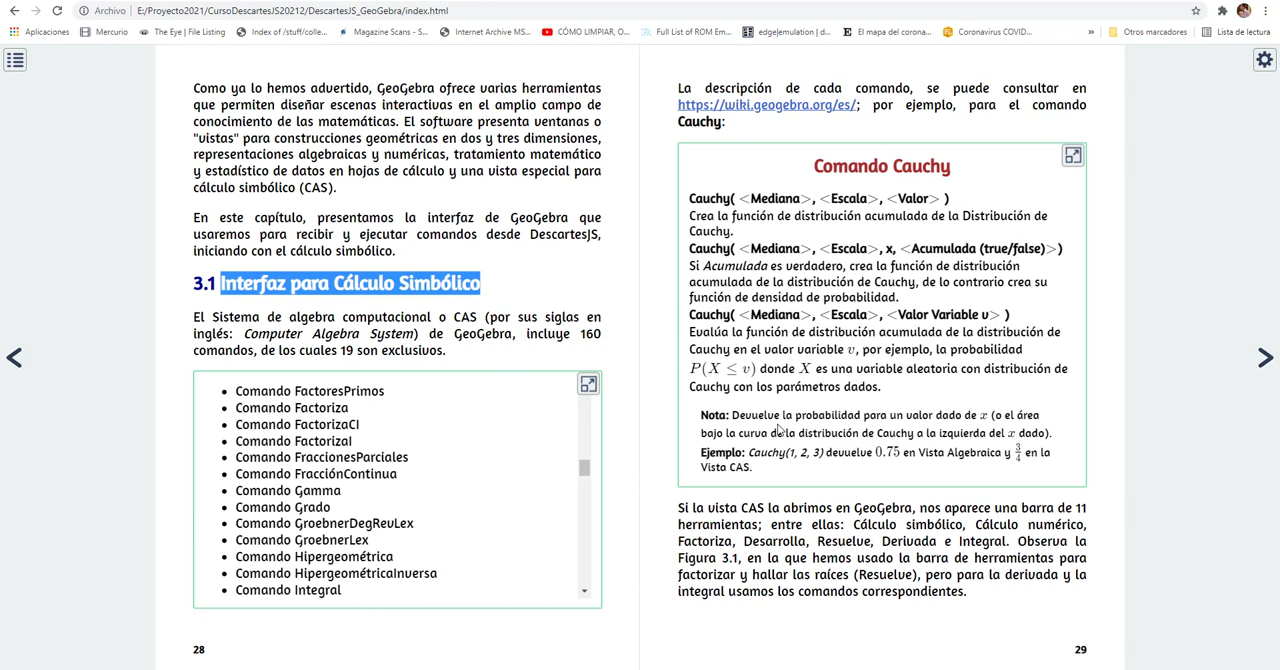 Archivo | E:/Proyecto2021/CursoDescartesJS20212/DescartesJS_GeoGebra/index.html
Aplicaciones
Mercurio
The Eye | File Listing
Index of /stuff/colle...
Magazine Scans - S...
Internet Archive MS...
CÓMO LIMPIAR, O...
Full List of ROM Em...
edge|emulation | d...
El mapa del corona...
Coronavirus COVID...
»
Otros marcadores
Lista de lectura
Como ya lo hemos advertido, GeoGebra ofrece varias herramientas
que permiten diseñar escenas interactivas en el amplio campo de
conocimiento de las matemáticas. El software presenta ventanas o
"vistas" para construcciones geométricas en dos y tres dimensiones,
representaciones algebraicas y numéricas, tratamiento matemático
y estadístico de datos en hojas de cálculo y una vista especial para
cálculo simbólico (CAS).
En este capítulo, presentamos la interfaz de GeoGebra que
usaremos para recibir y ejecutar comandos desde DescartesJS,
iniciando con el cálculo simbólico.
3.1 Interfaz para Cálculo Simbólico
El Sistema de algebra computacional o CAS (por sus siglas en
inglés: Computer Algebra System) de GeoGebra, incluye 160
comandos, de los cuales 19 son exclusivos.
• Comando FactoresPrimos
• Comando Factoriza
• Comando FactorizaCI
• Comando FactorizaI
• Comando FraccionesParciales
• Comando FracciónContinua
• Comando Gamma
• Comando Grado
• Comando GroebnerDegRevLex
• Comando GroebnerLex
• Comando Hipergeométrica
• Comando HipergeométricaInversa
• Comando Integral
28
La descripción de cada comando, se puede consultar en
https://wiki.geogebra.org/es/; por ejemplo, para el comando
Cauchy:
Comando Cauchy
Cauchy( <Mediana>, <Escala>, <Valor> )
Crea la función de distribución acumulada de la Distribución de
Cauchy.
Cauchy( <Mediana>, <Escala>, x, <Acumulada (true/false)> )
Si Acumulada es verdadero, crea la función de distribución
acumulada de la distribución de Cauchy, de lo contrario crea su
función de densidad de probabilidad.
Cauchy( <Mediana>, <Escala>, <Valor Variable v> )
Evalúa la función de distribución acumulada de la distribución de
Cauchy en el valor variable v, por ejemplo, la probabilidad
P(X ≤ v) donde X es una variable aleatoria con distribución de
Cauchy con los parámetros dados.
Nota: Devuelve la probabilidad para un valor dado de x (o el área
bajo la curva de la distribución de Cauchy a la izquierda del x dado).
Ejemplo: Cauchy(1, 2, 3) devuelve 0.75 en Vista Algebraica y 3/4 en la
Vista CAS.
Si la vista CAS la abrimos en GeoGebra, nos aparece una barra de 11
herramientas; entre ellas: Cálculo simbólico, Cálculo numérico,
Factoriza, Desarrolla, Resuelve, Derivada e Integral. Observa la
Figura 3.1, en la que hemos usado la barra de herramientas para
factorizar y hallar las raíces (Resuelve), pero para la derivada y la
integral usamos los comandos correspondientes.
29